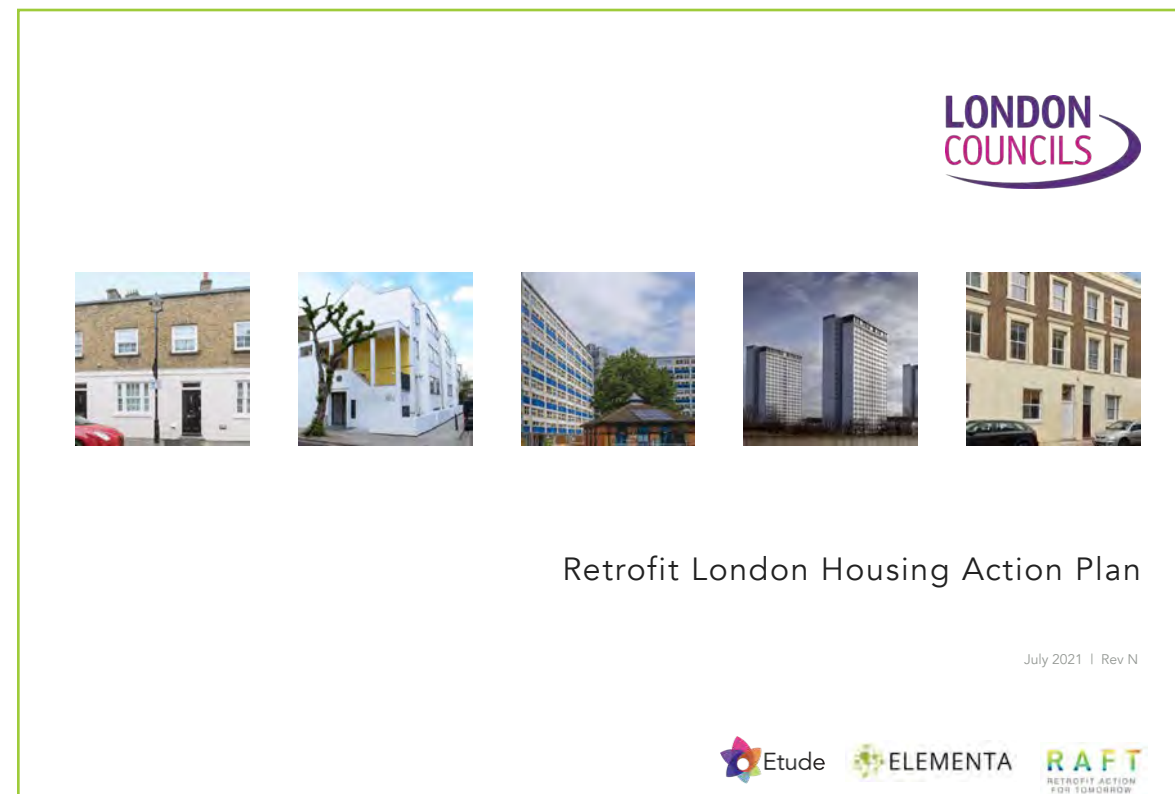 LONDON
COUNCILS
Retrofit London Housing Action Plan
July 2021 | Rev N
Etude
ELEMENTA
RAFT
RETROFIT ACTION
FOR TOMORROW